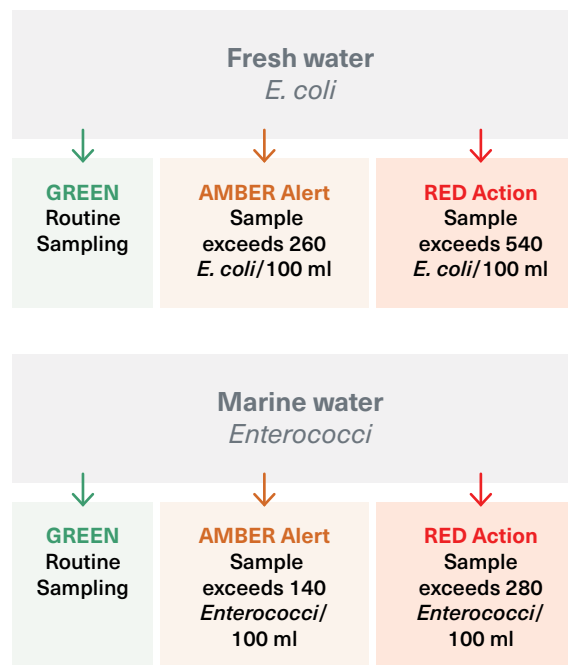 Fresh water
E. coli
GREEN
Routine
Sampling
AMBER Alert
Sample
exceeds 260
E. coli/100 ml
RED Action
Sample
exceeds 540
E. coli/100 ml
Marine water
Enterococci
GREEN
Routine
Sampling
AMBER Alert
Sample
exceeds 140
Enterococci/
100 ml
RED Action
Sample
exceeds 280
Enterococci/
100 ml